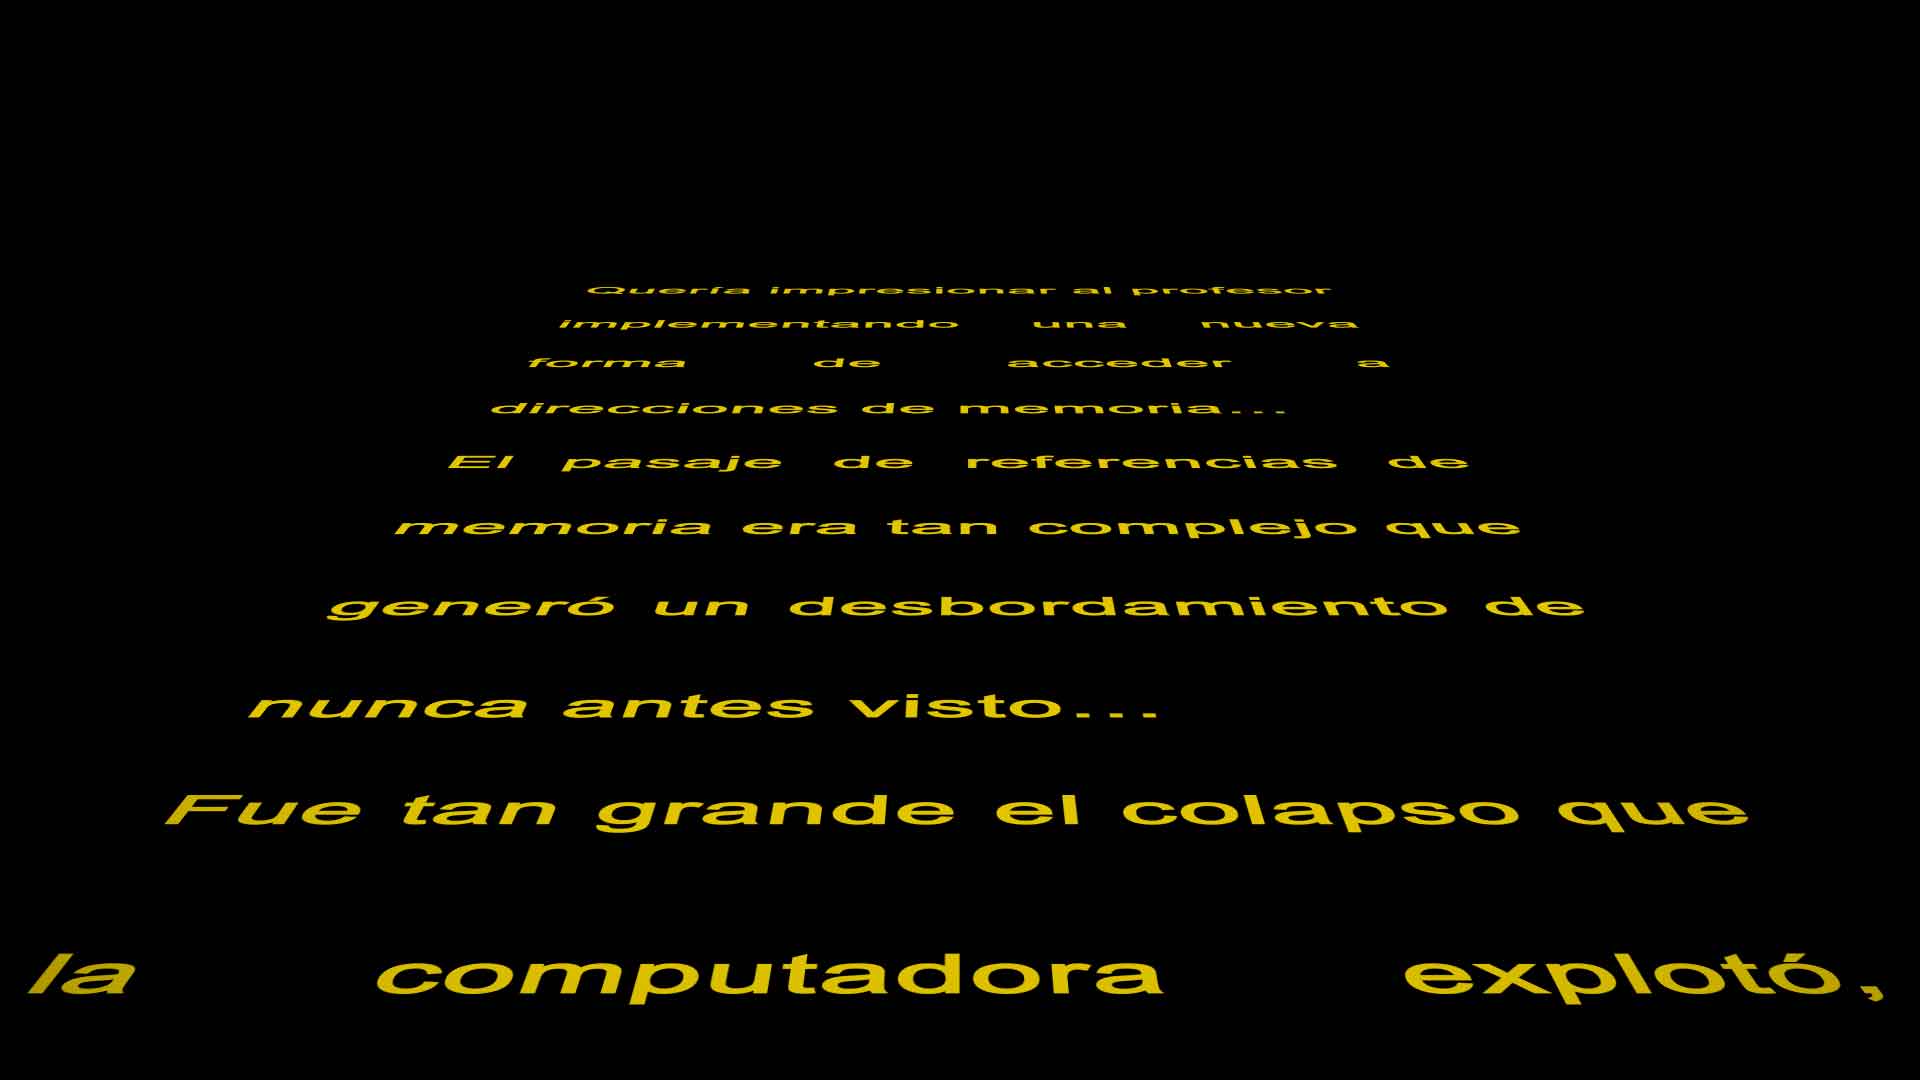 Quería impresionar al profesor
implementando una nueva
forma de acceder a
direcciones de memoria...
El pasaje de referencias de
memoria era tan complejo que
generó un desbordamiento de
nunca antes visto...
Fue tan grande el colapso que
la computadora explotó,